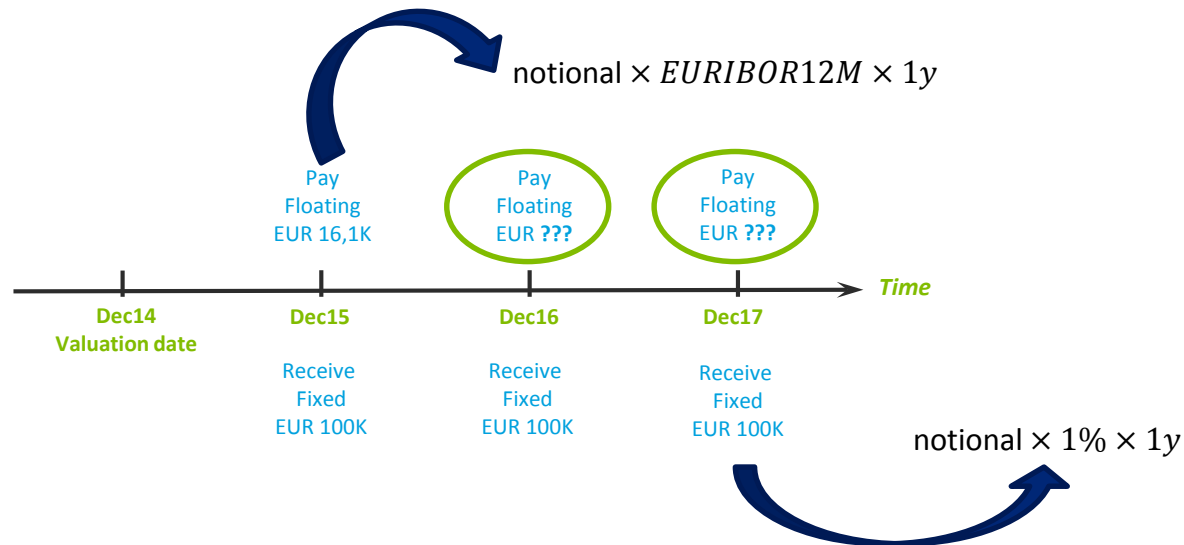 notional × EURIBOR12M × 1y
Pay
Floating
EUR 16,1K
Pay
Floating
EUR ???
Pay
Floating
EUR ???
Time
Dec14
Valuation date
Dec15
Dec16
Dec17
Receive
Fixed
EUR 100K
Receive
Fixed
EUR 100K
Receive
Fixed
EUR 100K
notional × 1% × 1y